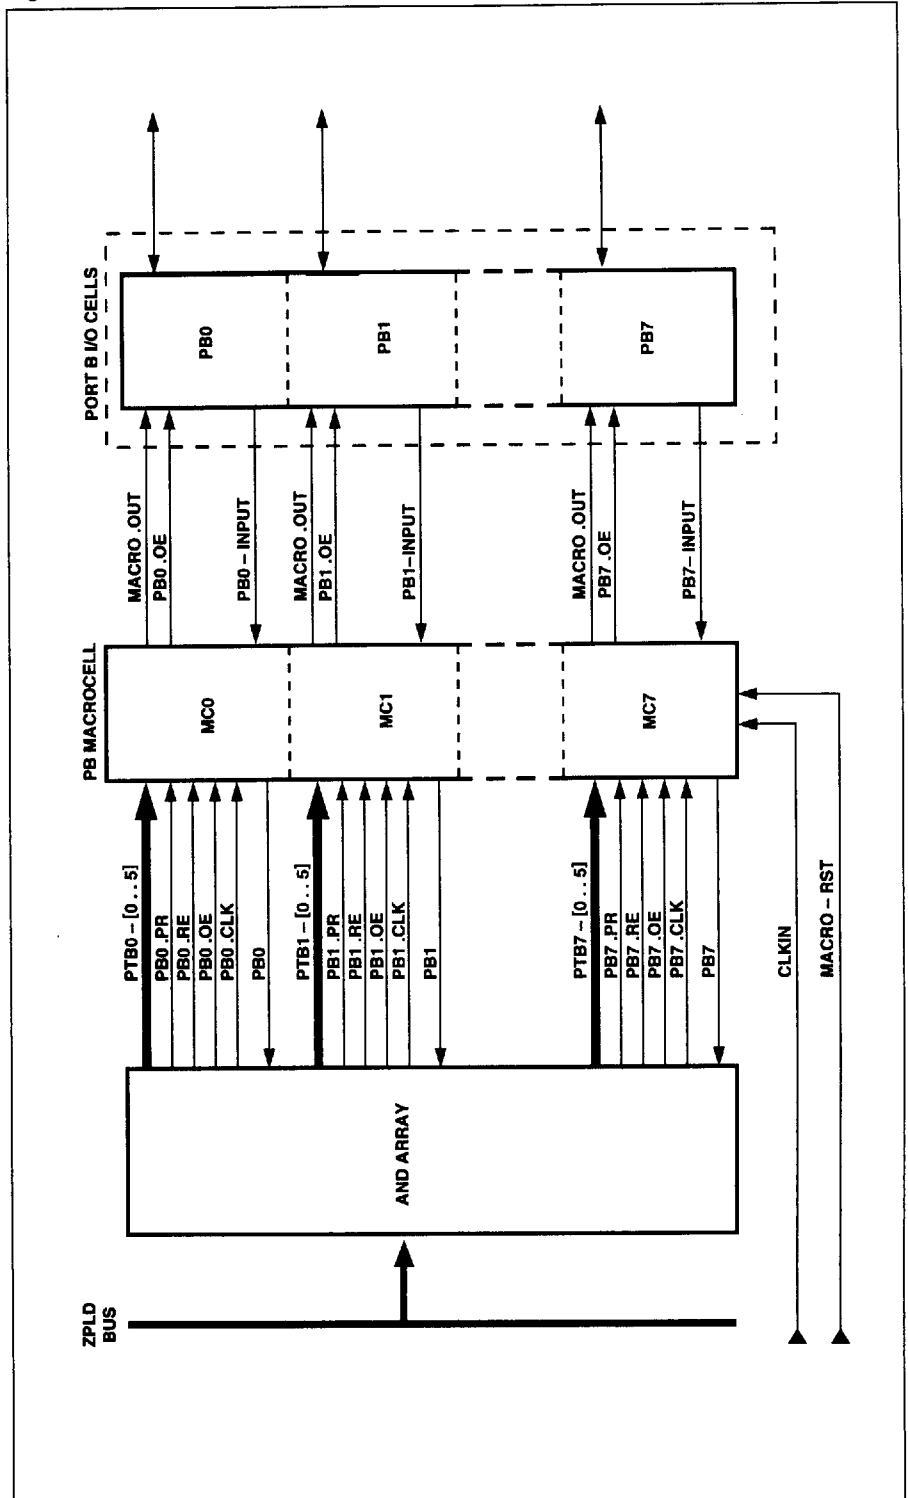 ZPLD
BUS
AND ARRAY
PTB0 – [0 . . 5]
PB0 .PR
PB0 .RE
PB0 .OE
PB0 .CLK
PB0
PTB1 – [0 . . 5]
PB1 .PR
PB1 .RE
PB1 .OE
PB1 .CLK
PB1
PTB7 – [0 . . 5]
PB7 .PR
PB7 .RE
PB7 .OE
PB7 .CLK
PB7
CLKIN
MACRO – RST
PB MACROCELL
MC0
MC1
MC7
MACRO .OUT
PB0 .OE
PB0 – INPUT
MACRO .OUT
PB1 .OE
PB1– INPUT
MACRO .OUT
PB7 .OE
PB7– INPUT
PORT B I/O CELLS
PB0
PB1
PB7